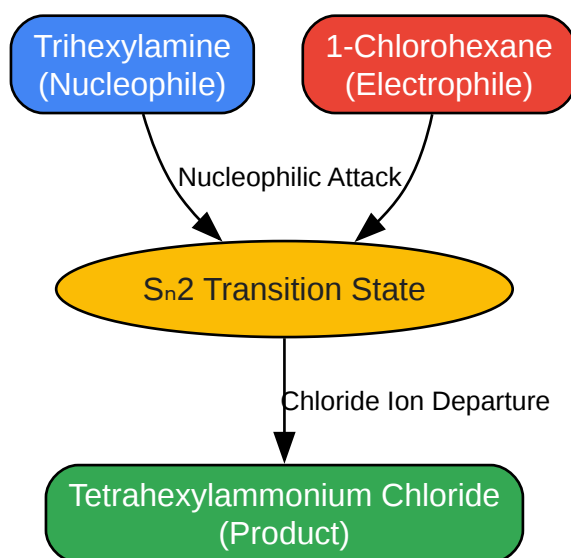 Trihexylamine
(Nucleophile)
1-Chlorohexane
(Electrophile)
Nucleophilic Attack
Sₙ2 Transition State
Chloride Ion Departure
Tetrahexylammonium Chloride
(Product)